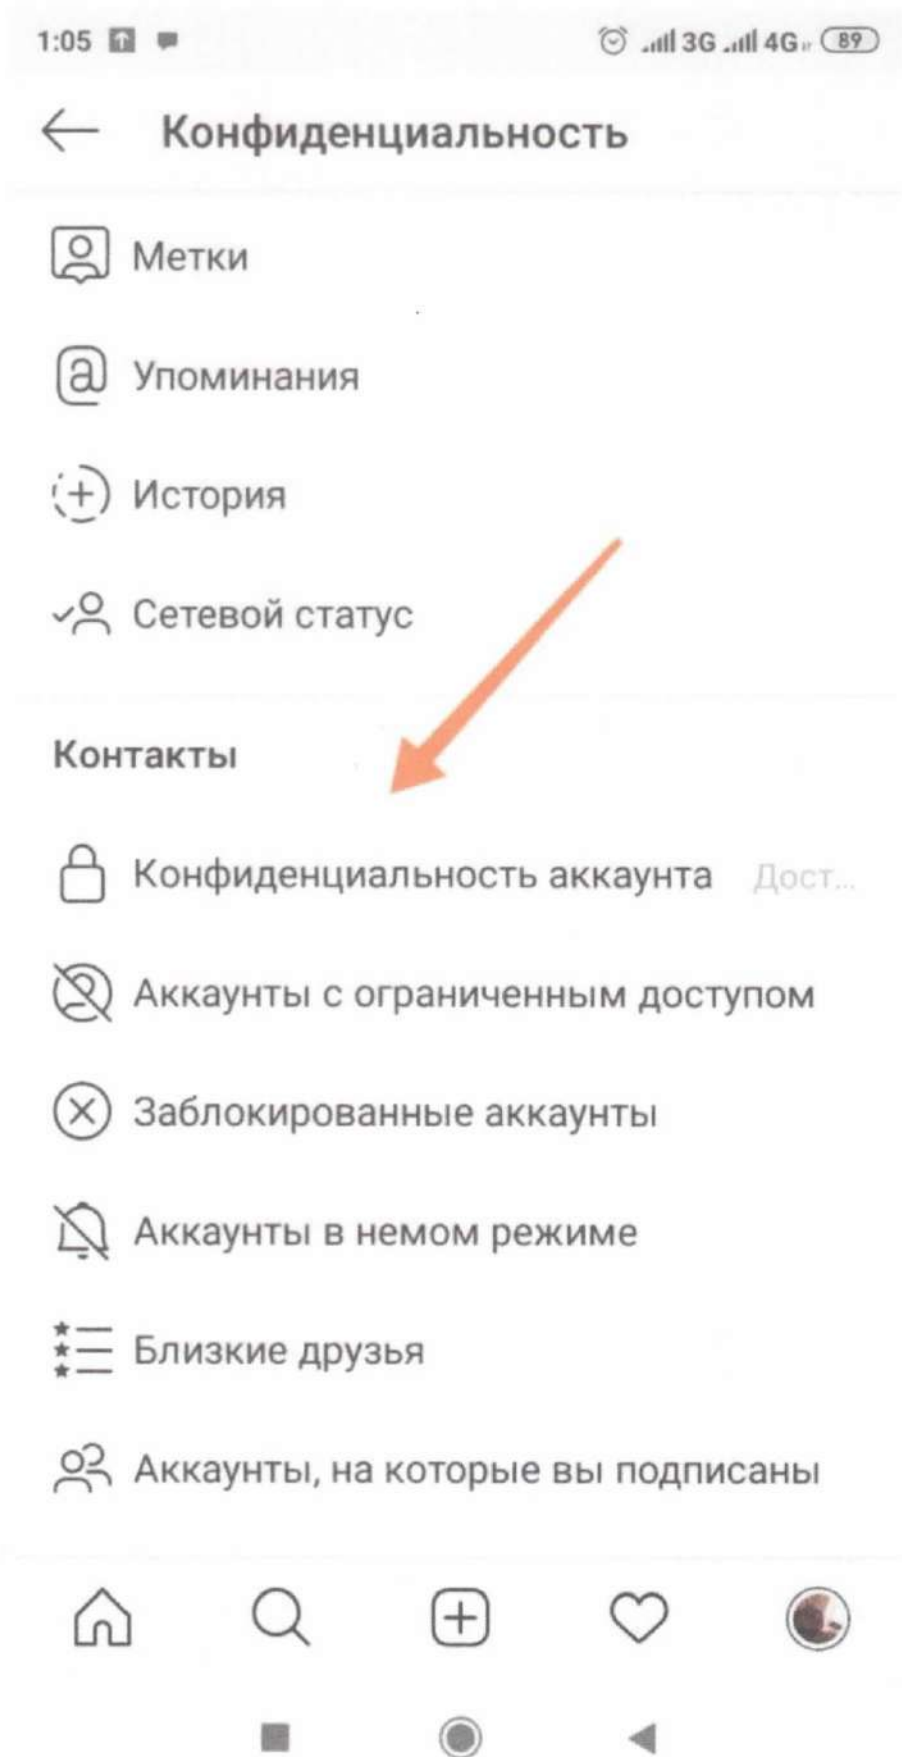 1:05 3G 4G 89
Конфиденциальность
Метки
Упоминания
История
Сетевой статус
Контакты
Конфиденциальность аккаунта Дост...
Аккаунты с ограниченным доступом
Заблокированные аккаунты
Аккаунты в немом режиме
Близкие друзья
Аккаунты, на которые вы подписаны